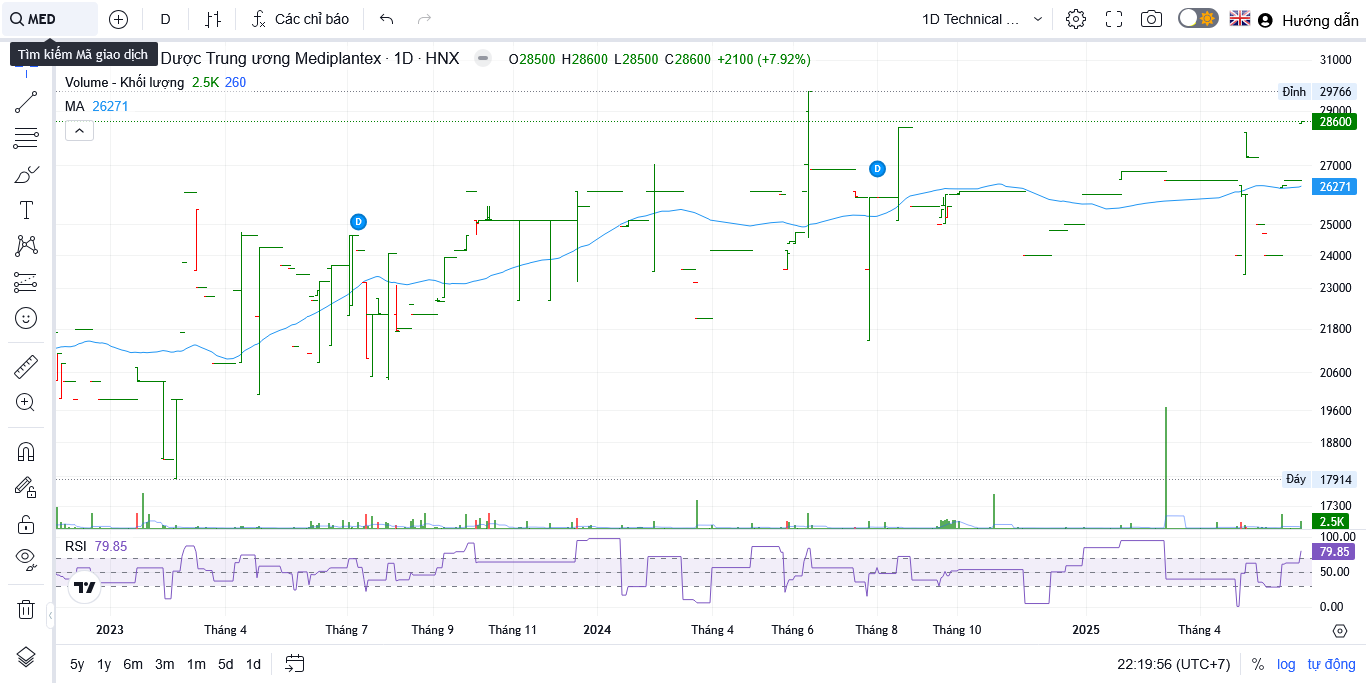 MED D Các chỉ báo 1D Technical ... Hướng dẫn
Tìm kiếm Mã giao dịch
Dược Trung ương Mediplantex · 1D · HNX O28500 H28600 L28500 C28600 +2100 (+7.92%)
31000
Volume - Khối lượng 2.5K 260
Đỉnh 29766
MA 26271
29000
28600
27000
D
26271
D
25000
24000
23000
21800
20600
19600
18800
Đáy 17914
17300
2.5K
100.00
RSI 79.85
79.85
50.00
0.00
2023 Tháng 4 Tháng 7 Tháng 9 Tháng 11 2024 Tháng 4 Tháng 6 Tháng 8 Tháng 10 2025 Tháng 4
5y 1y 6m 3m 1m 5d 1d 22:19:56 (UTC+7) % log tự động